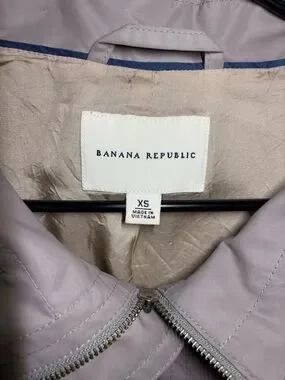 BANANA REPUBLIC
XS
MADE IN
VIETNAM